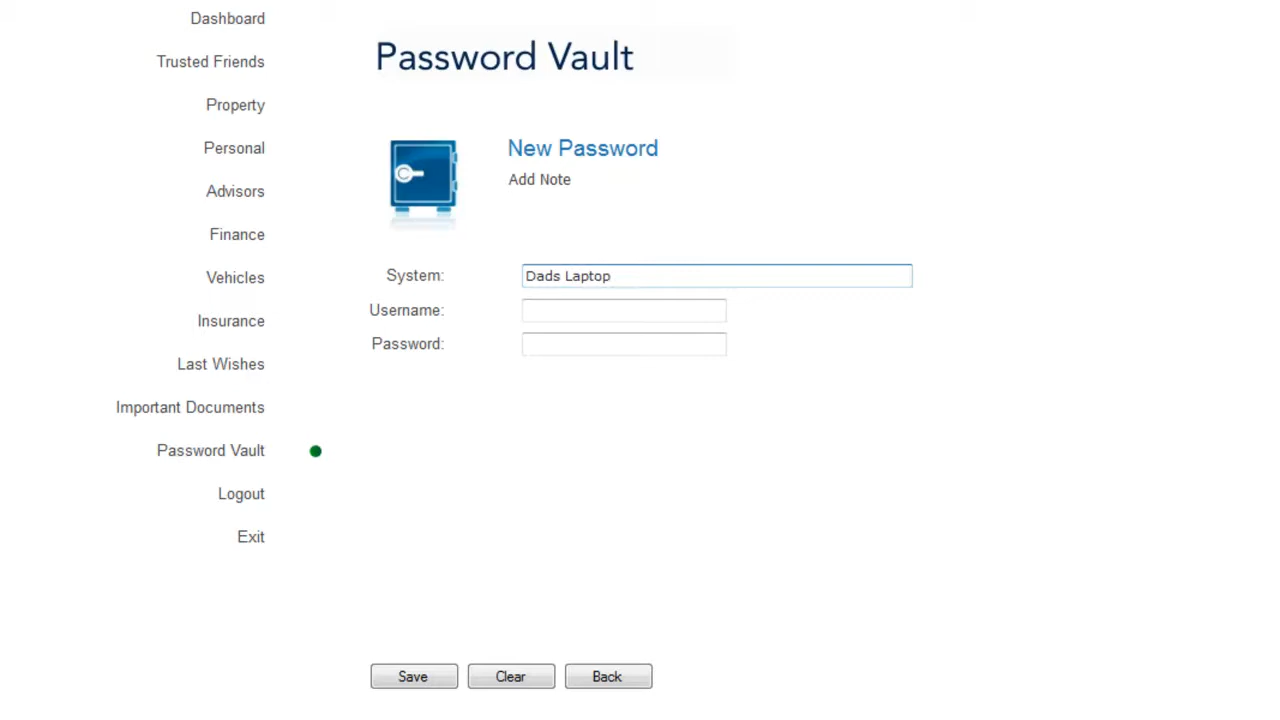 Dashboard
Trusted Friends
Property
Personal
Advisors
Finance
Vehicles
Insurance
Last Wishes
Important Documents
Password Vault
Logout
Exit
Password Vault
New Password
Add Note
System: Dads Laptop
Username:
Password:
Save Clear Back